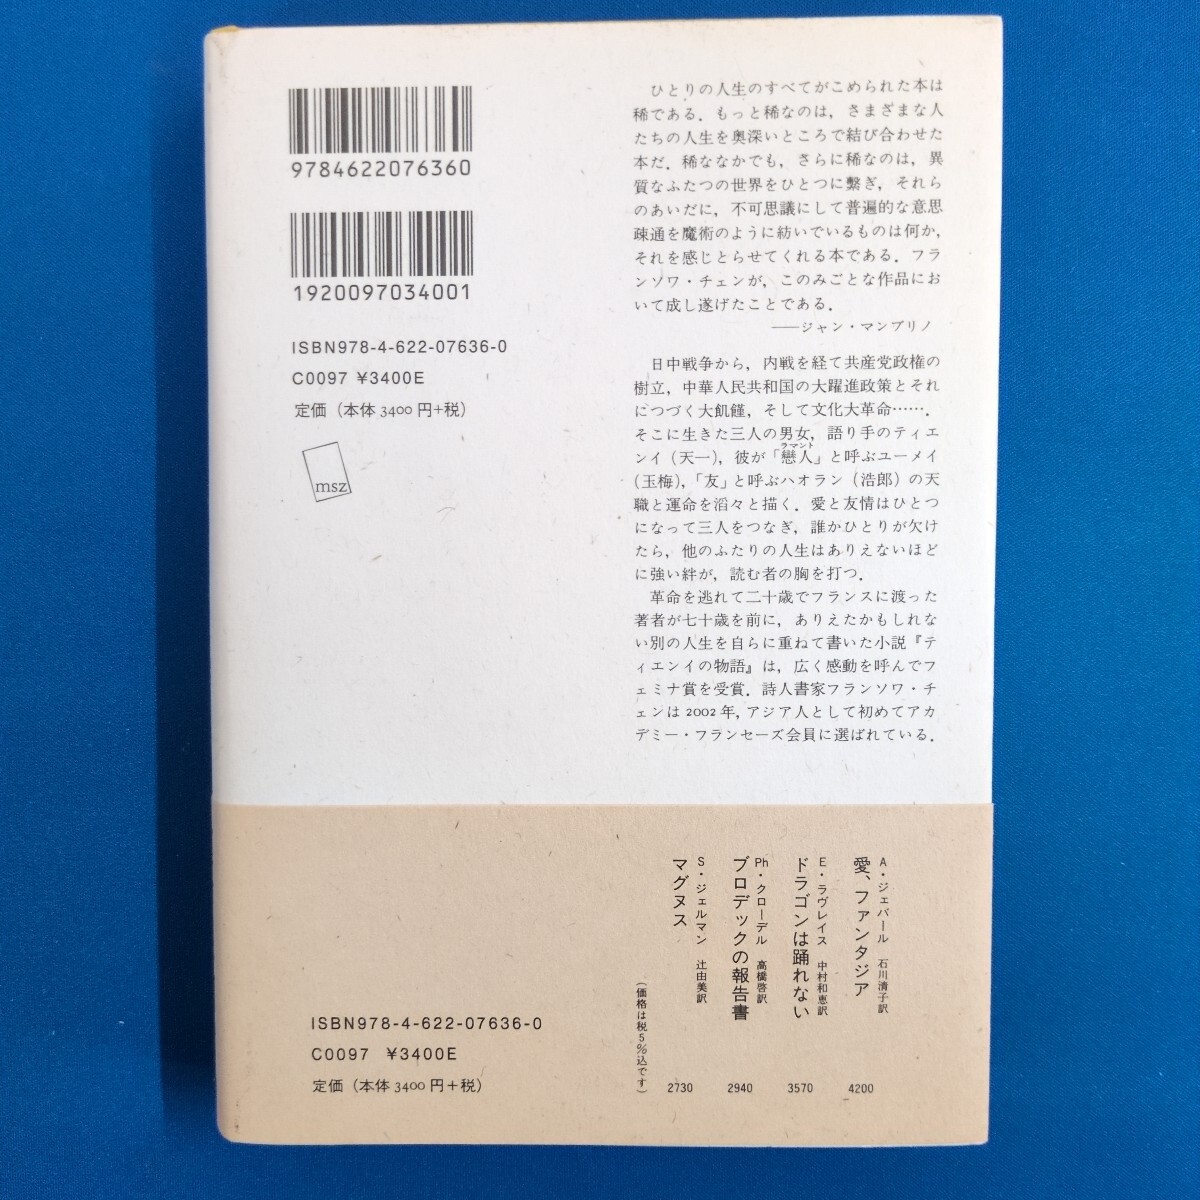 9784622076360
1920097034001
ISBN978-4-622-07636-0
C0097 ¥3400E
定価（本体3400円+税）
msz
ひとりの人生のすべてがこめられた本は
稀である．もっと稀なのは，さまざまな人
たちの人生を奥深いところで結び合わせた
本だ．稀ななかでも，さらに稀なのは，異
質なふたつの世界をひとつに繫ぎ，それら
のあいだに，不可思議にして普遍的な意思
疎通を魔術のように紡いでいるものは何か，
それを感じとらせてくれる本である．フラ
ンソワ・チェンが，このみごとな作品にお
いて成し遂げたことである．
――ジャン・マンブリノ
日中戦争から，内戦を経て共産党政権の
樹立，中華人民共和国の大躍進政策とそれ
につづく大飢饉，そして文化大革命……．
そこに生きた三人の男女，語り手のティエ
ラマント
ンイ（天一），彼が「戀人」と呼ぶユーメイ
（玉梅），「友」と呼ぶハオラン（浩郎）の天
職と運命を滔々と描く．愛と友情はひとつ
になって三人をつなぎ，誰かひとりが欠け
たら，他のふたりの人生はありえないほど
に強い絆が，読む者の胸を打つ．
革命を逃れて二十歳でフランスに渡った
著者が七十歳を前に，ありえたかもしれな
い別の人生を自らに重ねて書いた小説『テ
ィエンイの物語』は，広く感動を呼んでフ
ェミナ賞を受賞．詩人書家フランソワ・チ
ェンは2002年，アジア人として初めてアカ
デミー・フランセーズ会員に選ばれている．
A・ジェバール 石川清子訳
愛、ファンタジア
4200
E・ラヴレイス 中村和恵訳
ドラゴンは踊れない
3570
Ph・クローデル 高橋啓訳
ブロデックの報告書
2940
S・ジェルマン 辻由美訳
マグヌス
2730
（価格は税5％込です）
ISBN978-4-622-07636-0
C0097 ¥3400E
定価（本体3400円+税）